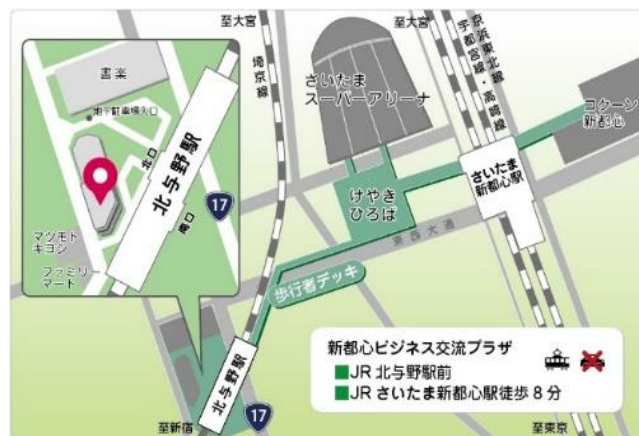 至大宮
至大宮
京浜東北線
宇都宮線・高崎線
埼京線
書楽
地下駐車場入口
北口
北与野駅
南口
17
マツモト
キヨシ
ファミリー
マート
さいたま
スーパーアリーナ
コクーン
新都心
さいたま
新都心駅
けやき
ひろば
東西大通
歩行者デッキ
北与野駅
17
至新宿
新都心ビジネス交流プラザ
■JR 北与野駅前
■JR さいたま新都心駅徒歩8分
至東京